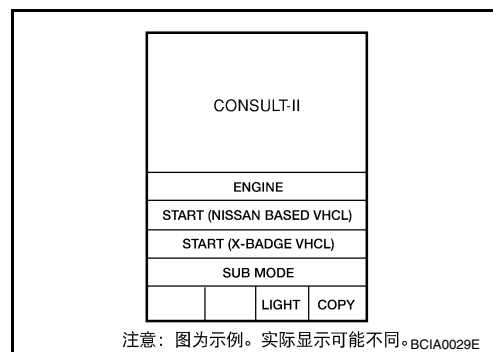 CONSULT-II
ENGINE
START (NISSAN BASED VHCL)
START (X-BADGE VHCL)
SUB MODE
LIGHT COPY
注意：图为示例。实际显示可能不同。BCIA0029E